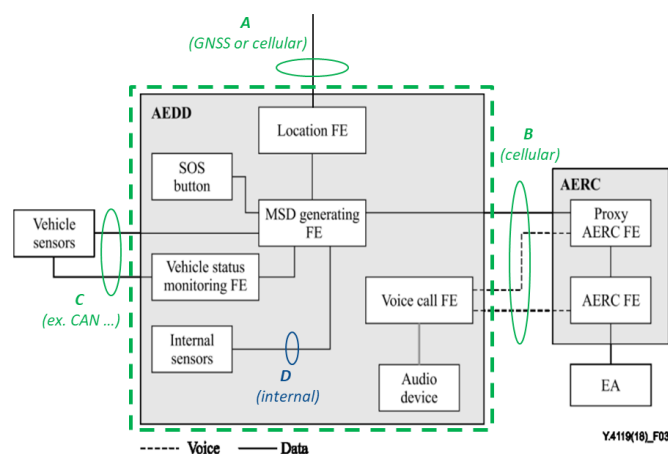 A
(GNSS or cellular)
AEDD
Location FE
B
(cellular)
SOS
button
AERC
MSD generating
FE
Proxy
AERC FE
Vehicle
sensors
Vehicle status
monitoring FE
Voice call FE
AERC FE
C
(ex. CAN ...)
Internal
sensors
D
(internal)
Audio
device
EA
Voice
Data
Y.4119(18)_F03